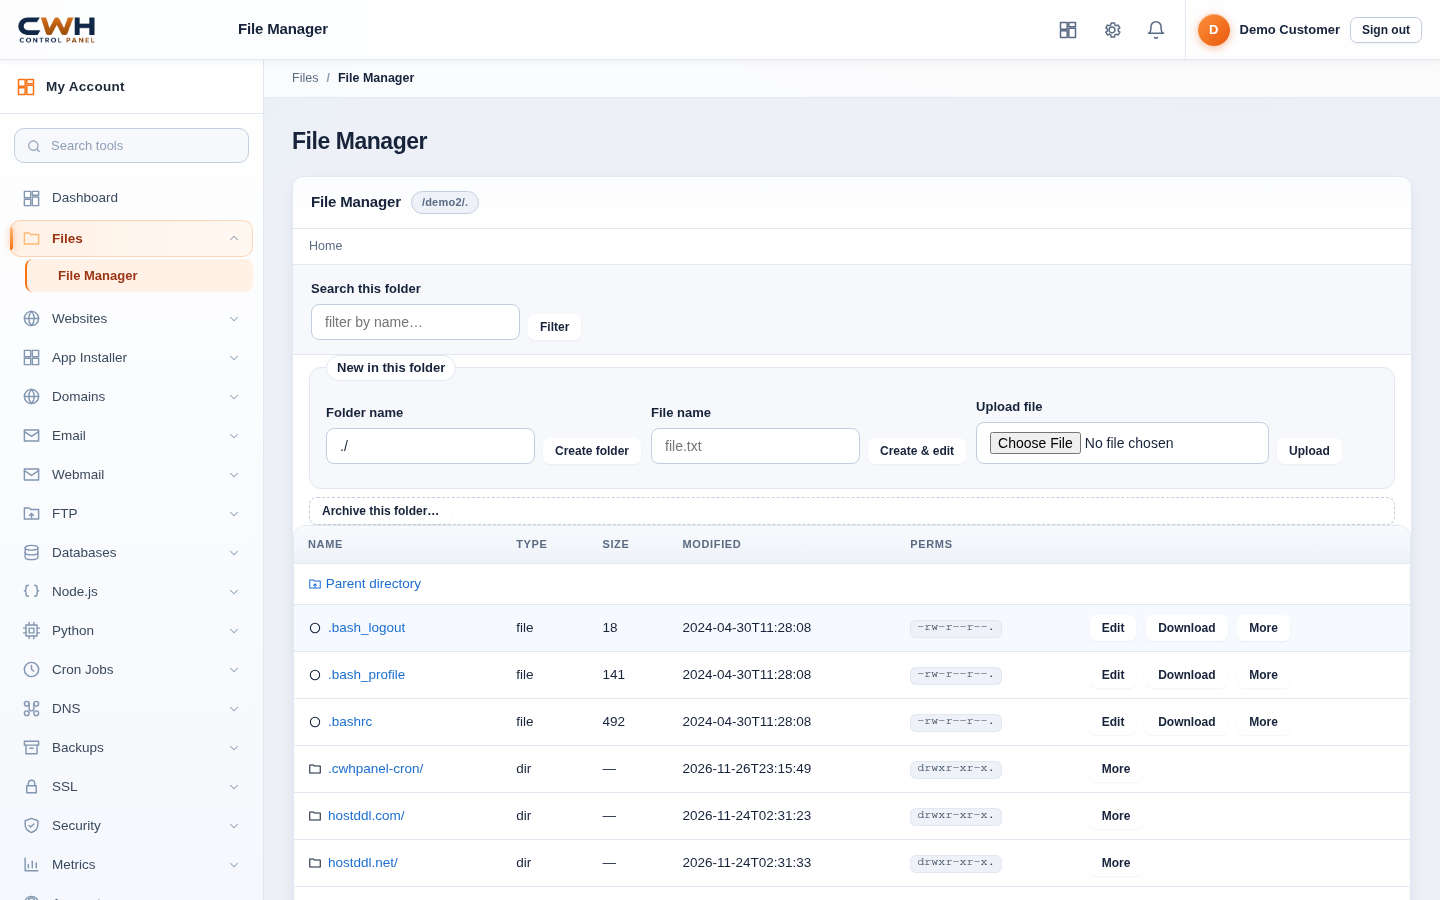 CWH
CONTROL PANEL
File Manager
D
Demo Customer
Sign out
My Account
Search tools
Dashboard
Files
File Manager
Websites
App Installer
Domains
Email
Webmail
FTP
Databases
Node.js
Python
Cron Jobs
DNS
Backups
SSL
Security
Metrics
Files / File Manager
File Manager
File Manager /demo2/.
Home
Search this folder
filter by name…
Filter
New in this folder
Folder name
./
Create folder
File name
file.txt
Create & edit
Upload file
Choose File No file chosen
Upload
Archive this folder…
NAME TYPE SIZE MODIFIED PERMS
Parent directory
.bash_logout file 18 2024-04-30T11:28:08 -rw-r--r--. Edit Download More
.bash_profile file 141 2024-04-30T11:28:08 -rw-r--r--. Edit Download More
.bashrc file 492 2024-04-30T11:28:08 -rw-r--r--. Edit Download More
.cwhpanel-cron/ dir — 2026-11-26T23:15:49 drwxr-xr-x. More
hostddl.com/ dir — 2026-11-24T02:31:23 drwxr-xr-x. More
hostddl.net/ dir — 2026-11-24T02:31:33 drwxr-xr-x. More